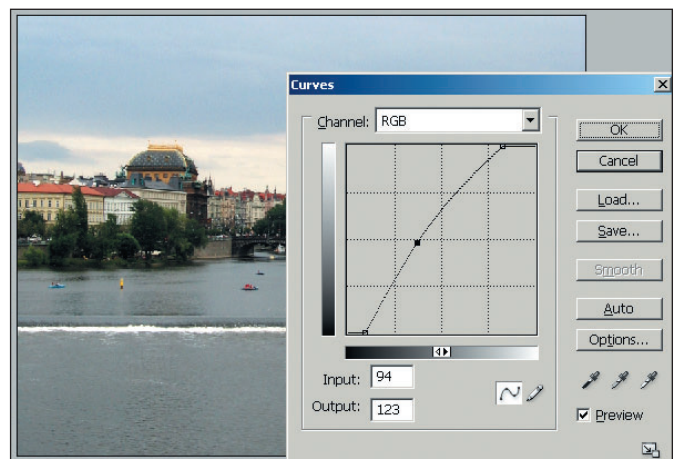 Curves
Channel: RGB
OK
Cancel
Load...
Save...
Smooth
Auto
Options...
Input: 94
Output: 123
Preview